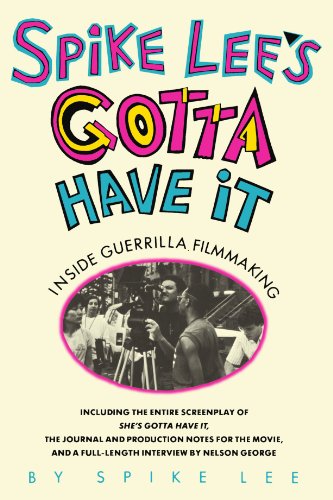 SPIKE LEE'S
GOTTA
HAVE IT
INSIDE GUERRILLA FILMMAKING
INCLUDING THE ENTIRE SCREENPLAY OF
SHE'S GOTTA HAVE IT,
THE JOURNAL AND PRODUCTION NOTES FOR THE MOVIE,
AND A FULL-LENGTH INTERVIEW BY NELSON GEORGE
BY SPIKE LEE